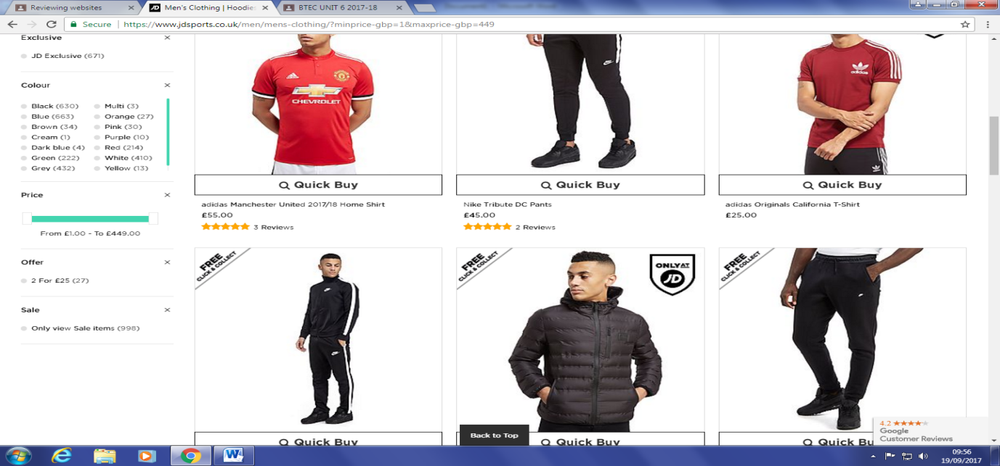 Reviewing websites
Men's Clothing | Hoodies
BTEC UNIT 6 2017-18
Secure
https://www.jdsports.co.uk/men/mens-clothing/?minprice-gbp=1&maxprice-gbp=449
Exclusive
JD Exclusive (671)
Colour
Black (630) Multi (3)
Blue (663) Orange (27)
Brown (34) Pink (30)
Cream (1) Purple (10)
Dark blue (4) Red (214)
Green (222) White (410)
Grey (432) Yellow (13)
Price
From £1.00 - To £449.00
Offer
2 For £25 (27)
Sale
Only view Sale items (998)
adidas
CHEVROLET
adidas
Quick Buy
Quick Buy
Quick Buy
adidas Manchester United 2017/18 Home Shirt
£55.00
3 Reviews
Nike Tribute DC Pants
£45.00
2 Reviews
adidas Originals California T-Shirt
£25.00
FREE
CLICK & COLLECT
FREE
CLICK & COLLECT
ONLY AT
JD
FREE
CLICK & COLLECT
Quick Buy
Quick Buy
Quick Buy
Back to Top
4.2
Google
Customer Reviews
09:56
19/09/2017